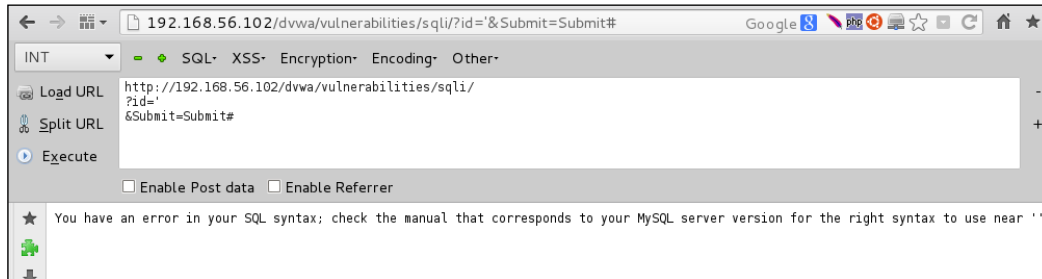 192.168.56.102/dvwa/vulnerabilities/sqli/?id='&Submit=Submit#
Google 8 php
INT SQL- XSS- Encryption- Encoding- Other-
Load URL http://192.168.56.102/dvwa/vulnerabilities/sqli/
?id='
Split URL &Submit=Submit#
Execute
Enable Post data Enable Referrer
You have an error in your SQL syntax; check the manual that corresponds to your MySQL server version for the right syntax to use near ''